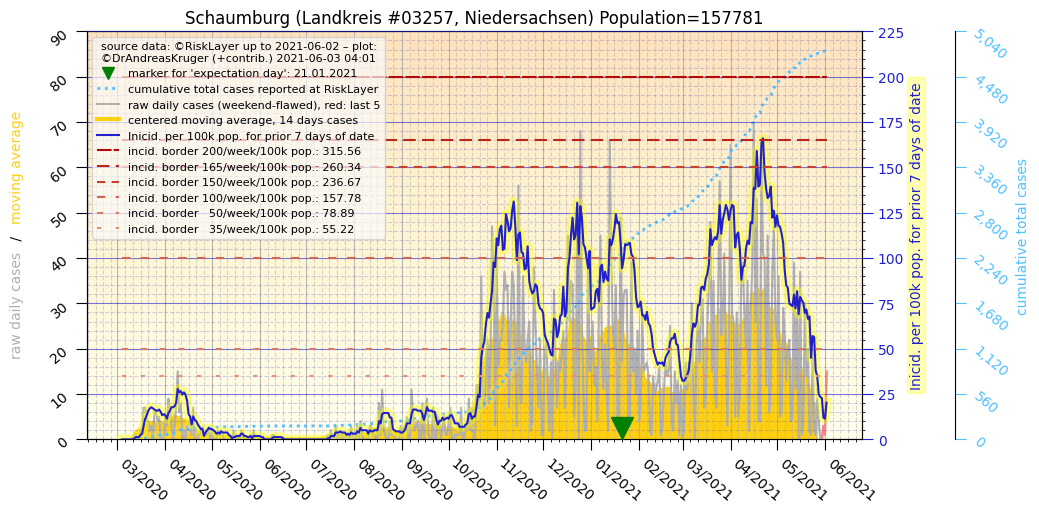 Schaumburg (Landkreis #03257, Niedersachsen) Population=157781
source data: ©RiskLayer up to 2021-06-02 – plot:
©DrAndreasKruger (+contrib.) 2021-06-03 04:01
marker for 'expectation day': 21.01.2021
cumulative total cases reported at RiskLayer
raw daily cases (weekend-flawed), red: last 5
centered moving average, 14 days cases
Inicid. per 100k pop. for prior 7 days of date
incid. border 200/week/100k pop.: 315.56
incid. border 165/week/100k pop.: 260.34
incid. border 150/week/100k pop.: 236.67
incid. border 100/week/100k pop.: 157.78
incid. border   50/week/100k pop.: 78.89
incid. border   35/week/100k pop.: 55.22
raw daily cases   /   moving average
90
80
70
60
50
40
30
20
10
0
03/2020
04/2020
05/2020
06/2020
07/2020
08/2020
09/2020
10/2020
11/2020
12/2020
01/2021
02/2021
03/2021
04/2021
05/2021
06/2021
225
200
175
150
125
100
75
50
25
0
Inicid. per 100k pop. for prior 7 days of date
5,040
4,480
3,920
3,360
2,800
2,240
1,680
1,120
560
0
cumulative total cases